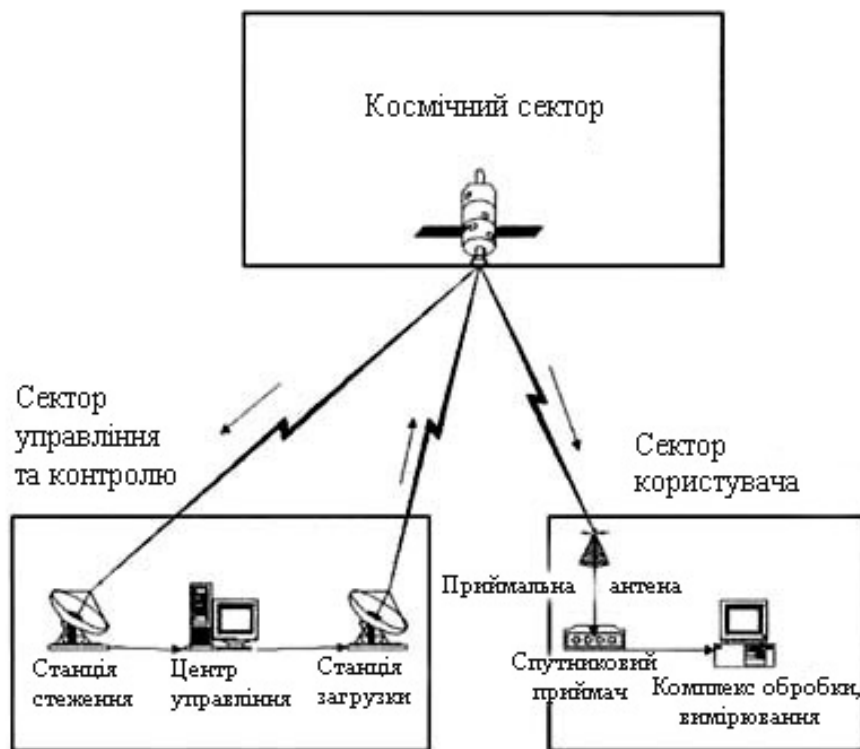 Космічний сектор
Сектор
управління
та контролю
Сектор
користувача
Приймальна антена
Станція
стеження
Центр
управління
Станція
загрузки
Спутниковий
приймач
Комплекс обробки,
вимірювання